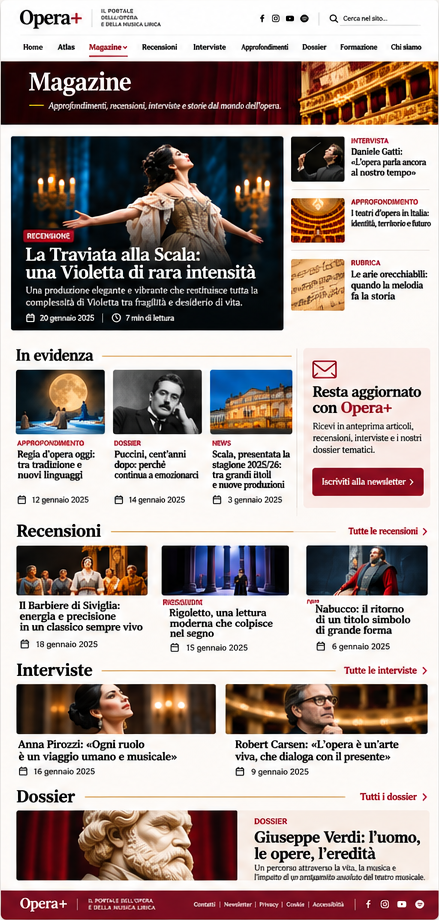 Opera+
IL PORTALE
DELL'OPERA
E DELLA MUSICA LIRICA
Cerca nel sito...
Home Atlas Magazine Recensioni Interviste Approfondimenti Dossier Formazione Chi siamo
Magazine
Approfondimenti, recensioni, interviste e storie dal mondo dell'opera.
RECENSIONE
La Traviata alla Scala:
una Violetta di rara intensità
Una produzione elegante e vibrante che restituisce tutta la
complessità di Violetta tra fragilità e desiderio di vita.
20 gennaio 2025 | 7 min di lettura
INTERVISTA
Daniele Gatti:
«L'opera parla ancora
al nostro tempo»
APPROFONDIMENTO
I teatri d'opera in Italia:
identità, territorio e futuro
RUBRICA
Le arie orecchiabili:
quando la melodia
fa la storia
In evidenza
APPROFONDIMENTO
Regia d'opera oggi:
tra tradizione e
nuovi linguaggi
12 gennaio 2025
DOSSIER
Puccini, cent'anni
dopo: perché
continua a emozionarci
14 gennaio 2025
NEWS
Scala, presentata la
stagione 2025/26:
tra grandi titoli
e nuove produzioni
3 gennaio 2025
Resta aggiornato
con Opera+
Ricevi in anteprima articoli,
recensioni, interviste e i nostri
dossier tematici.
Iscriviti alla newsletter
Recensioni
Tutte le recensioni
Il Barbiere di Siviglia:
energia e precisione
in un classico sempre vivo
18 gennaio 2025
Rigoletto, una lettura
moderna che colpisce
nel segno
15 gennaio 2025
Nabucco: il ritorno
di un titolo simbolo
di grande forma
6 gennaio 2025
Interviste
Tutte le interviste
Anna Pirozzi: «Ogni ruolo
è un viaggio umano e musicale»
16 gennaio 2025
Robert Carsen: «L'opera è un'arte
viva, che dialoga con il presente»
9 gennaio 2025
Dossier
Tutti i dossier
DOSSIER
Giuseppe Verdi: l'uomo,
le opere, l'eredità
Un percorso attraverso la vita, la musica e
l'impatto di un
del teatro musicale.
Opera+
IL PORTALE DELL'OPERA
E DELLA MUSICA LIRICA
Contatti | Newsletter | Privacy | Cookie | Accessibilità